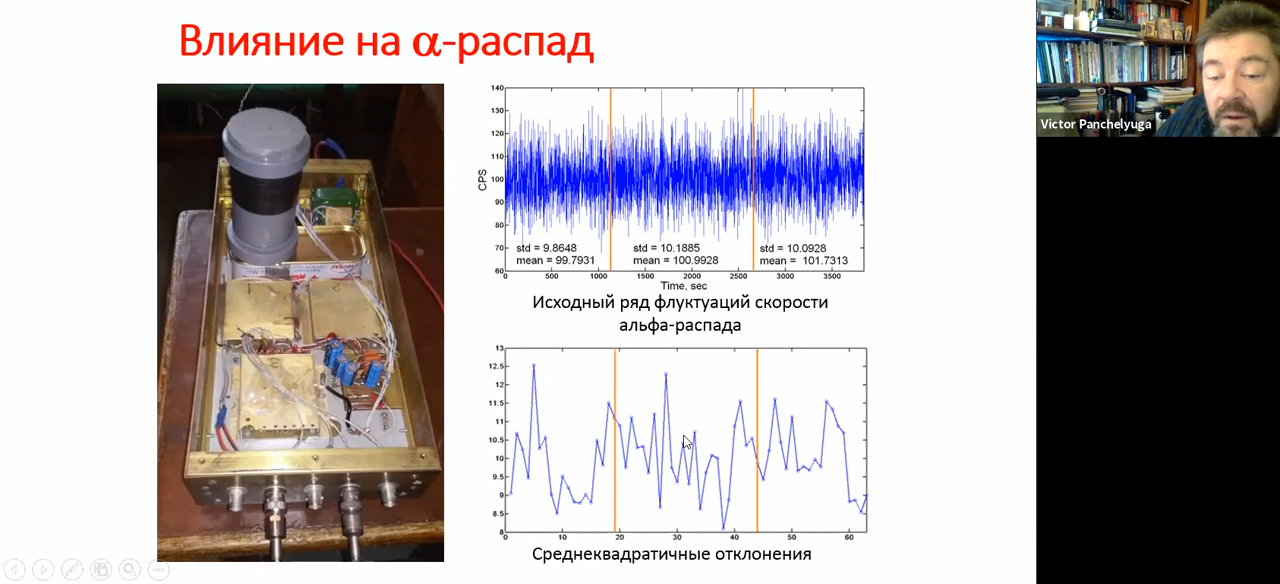 Влияние на α-распад
Victor Panchelyuga
140
130
120
110
100
90
80
70
60
CPS
std = 9.8648
mean = 99.7931
std = 10.1885
mean = 100.9928
std = 10.0928
mean = 101.7313
0 500 1000 1500 2000 2500 3000 3500
Time, sec
Исходный ряд флуктуаций скорости
альфа-распада
13
12.5
12
11.5
11
10.5
10
9.5
9
8.5
8
0 10 20 30 40 50 60
Среднеквадратичные отклонения